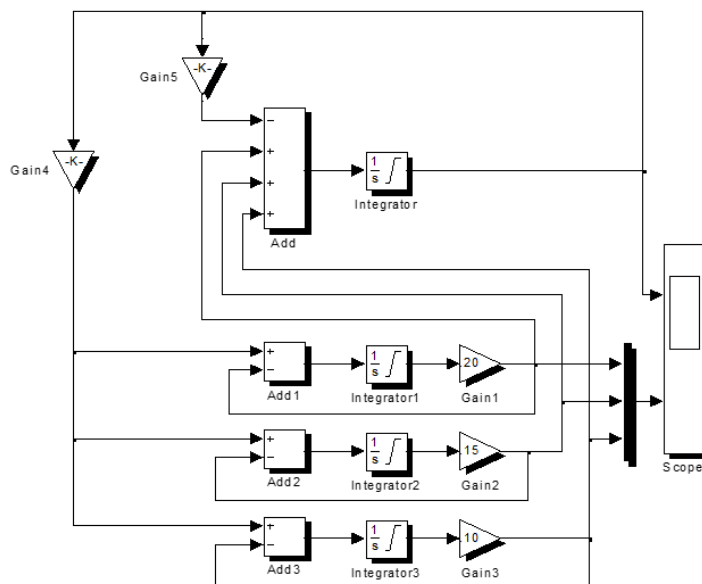 -K-
Gain5
-K-
Gain4
−
+
+
+
Add
1
s
Integrator
+
−
Add1
1
s
Integrator1
20
Gain1
+
−
Add2
1
s
Integrator2
15
Gain2
Scope
+
−
Add3
1
s
Integrator3
10
Gain3